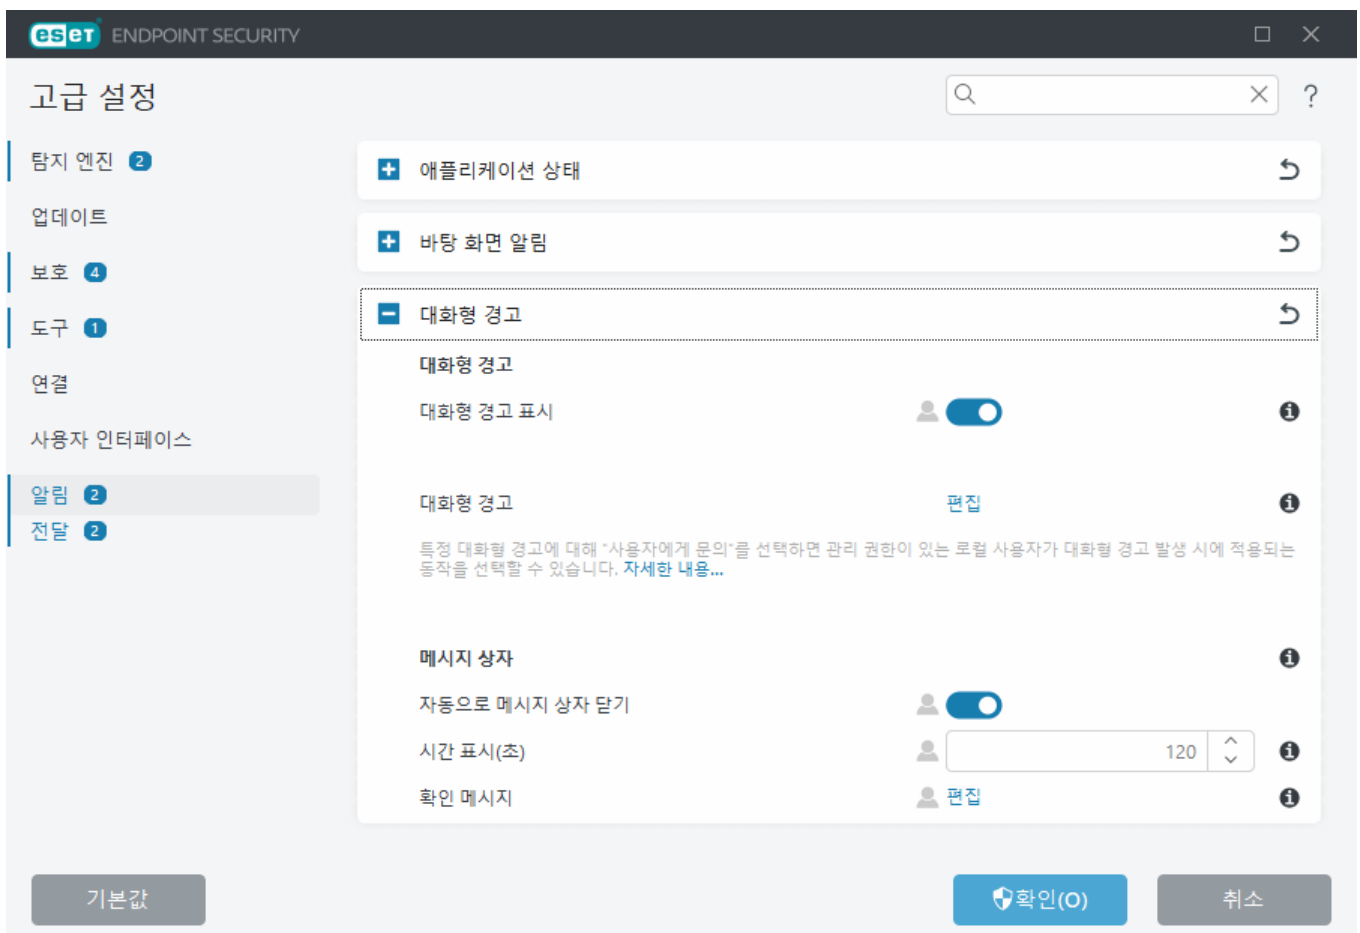 eset ENDPOINT SECURITY
고급 설정
?
탐지 엔진 2
업데이트
보호 4
도구 1
연결
사용자 인터페이스
알림 2
전달 2
애플리케이션 상태
바탕 화면 알림
대화형 경고
대화형 경고
대화형 경고 표시
대화형 경고 편집
특정 대화형 경고에 대해 "사용자에게 문의"를 선택하면 관리 권한이 있는 로컬 사용자가 대화형 경고 발생 시에 적용되는
동작을 선택할 수 있습니다. 자세한 내용...
메시지 상자
자동으로 메시지 상자 닫기
시간 표시(초) 120
확인 메시지 편집
기본값
확인(O)
취소